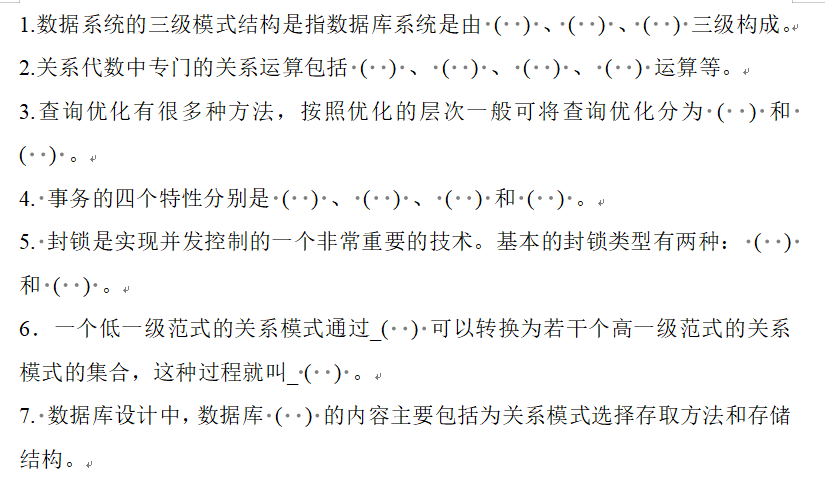 1.数据系统的三级模式结构是指数据库系统是由 (  ) 、 (  ) 、 (  ) 三级构成。
2.关系代数中专门的关系运算包括 (  ) 、 (  ) 、 (  ) 、 (  ) 运算等。
3.查询优化有很多种方法，按照优化的层次一般可将查询优化分为 (  ) 和
(  ) 。
4. 事务的四个特性分别是 (  ) 、 (  ) 、 (  ) 和 (  ) 。
5. 封锁是实现并发控制的一个非常重要的技术。基本的封锁类型有两种： (  )
和 (  ) 。
6．一个低一级范式的关系模式通过_(  ) 可以转换为若干个高一级范式的关系
模式的集合，这种过程就叫_ (  ) 。
7. 数据库设计中，数据库 (  ) 的内容主要包括为关系模式选择存取方法和存储
结构。